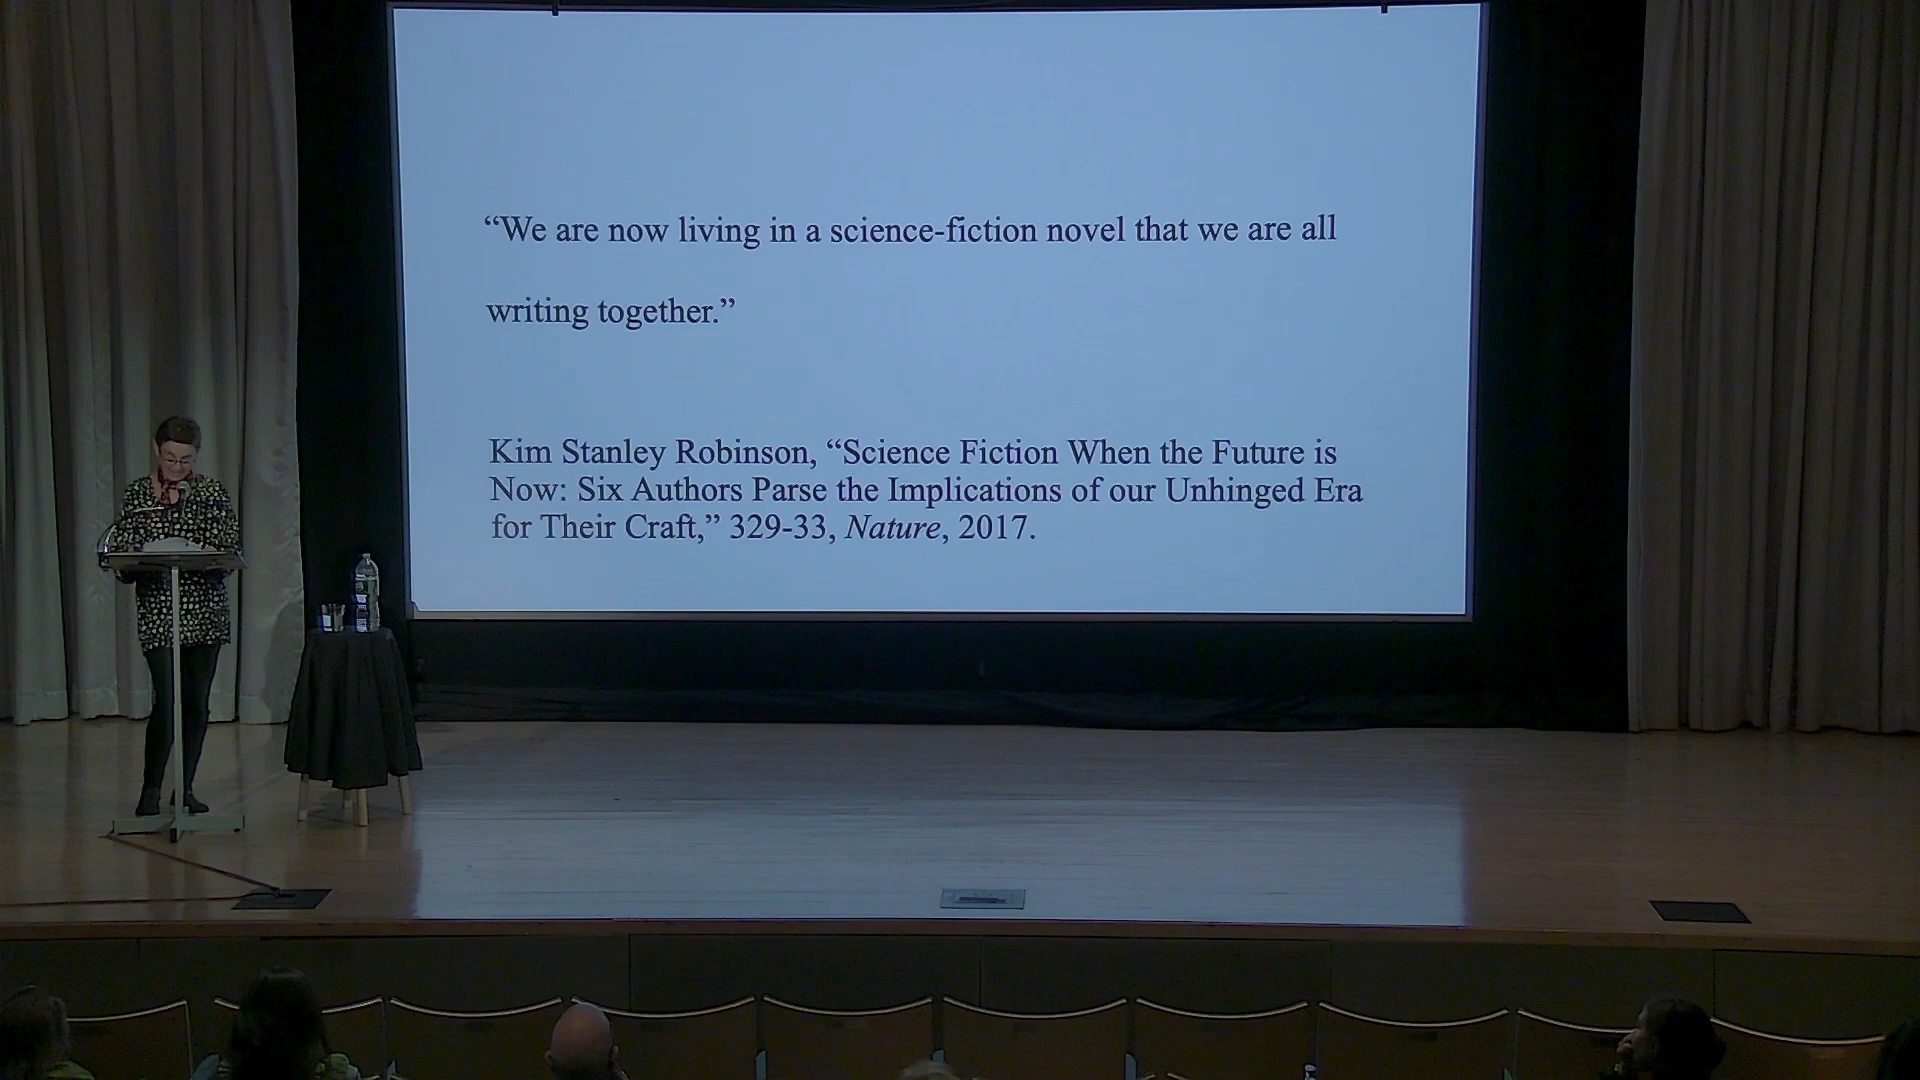 “We are now living in a science-fiction novel that we are all
writing together.”
Kim Stanley Robinson, “Science Fiction When the Future is
Now: Six Authors Parse the Implications of our Unhinged Era
for Their Craft,” 329-33, Nature, 2017.